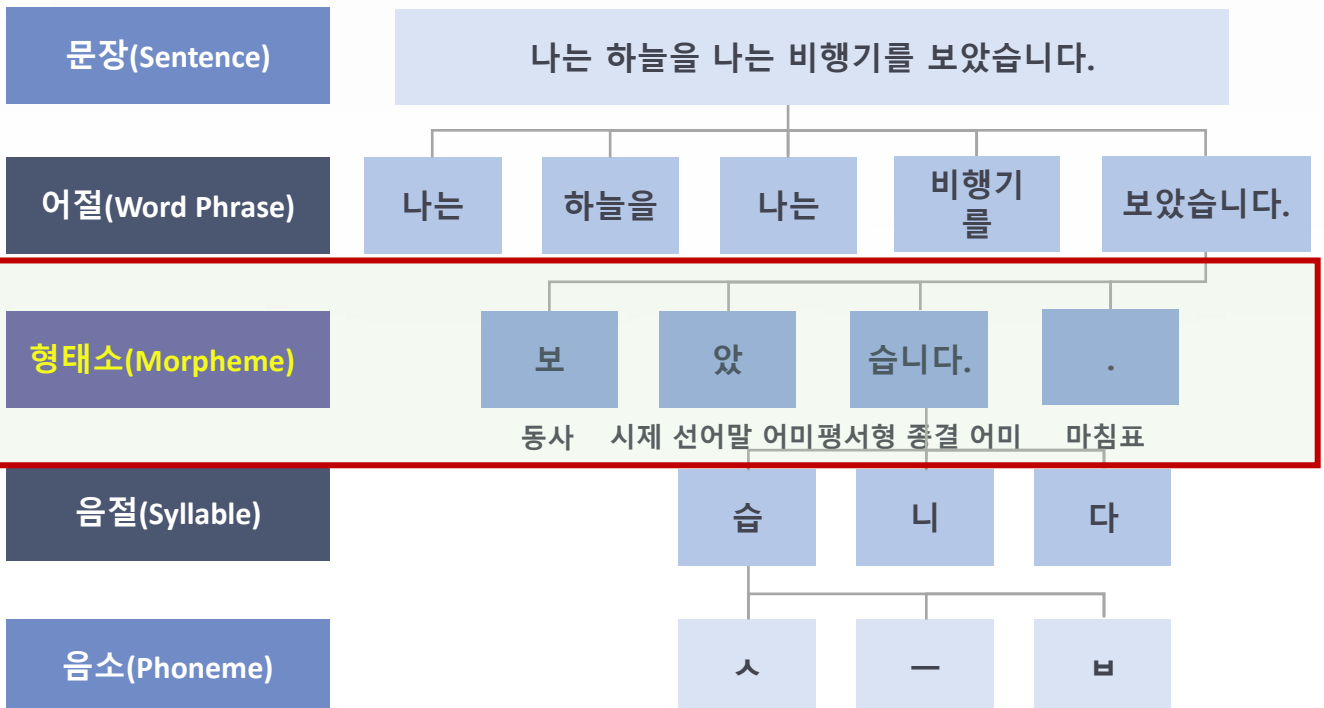 문장(Sentence)
나는 하늘을 나는 비행기를 보았습니다.
어절(Word Phrase)
나는
하늘을
나는
비행기
를
보았습니다.
형태소(Morpheme)
보
았
습니다.
.
동사
시제 선어말 어미
평서형 종결 어미
마침표
음절(Syllable)
습
니
다
음소(Phoneme)
ㅅ
ㅡ
ㅂ